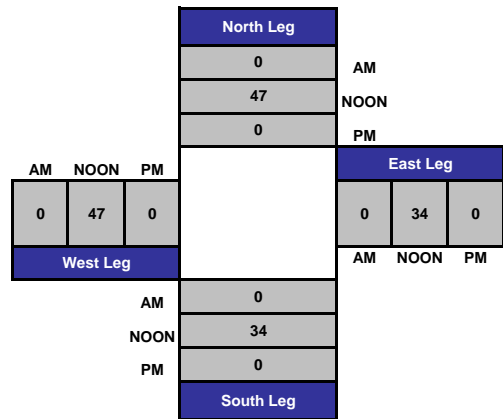 North Leg
0 AM
47 NOON
0 PM
AM NOON PM East Leg
0 47 0 0 34 0
West Leg AM NOON PM
AM 0
NOON 34
PM 0
South Leg